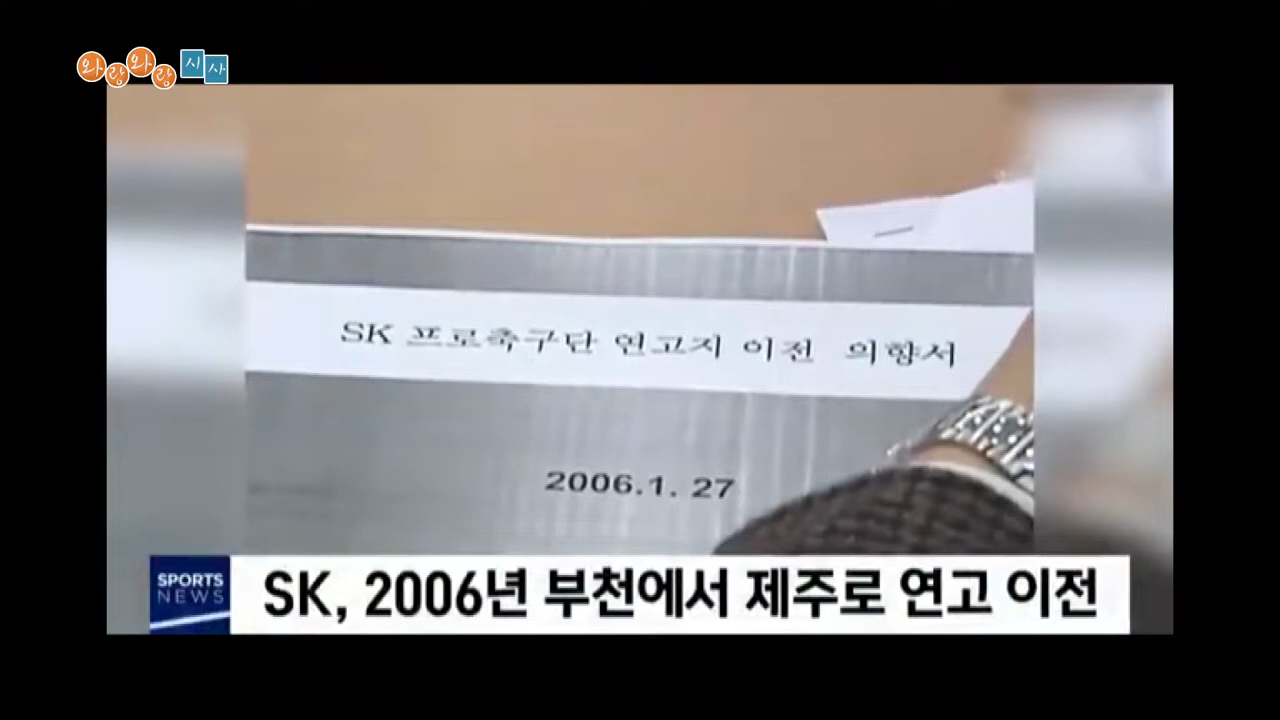 와랑와랑 시사
SK 프로축구단 연고지 이전 의향서
2006.1. 27
SPORTS
NEWS
SK, 2006년 부천에서 제주로 연고 이전